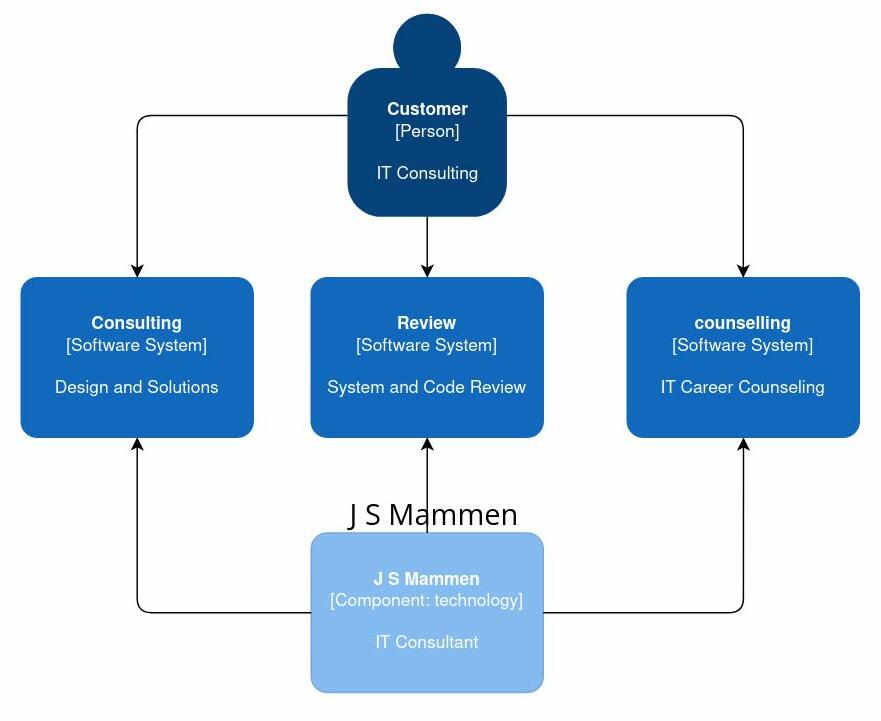 Customer
[Person]
IT Consulting
Consulting
[Software System]
Design and Solutions
Review
[Software System]
System and Code Review
counselling
[Software System]
IT Career Counseling
J S Mammen
J S Mammen
[Component: technology]
IT Consultant